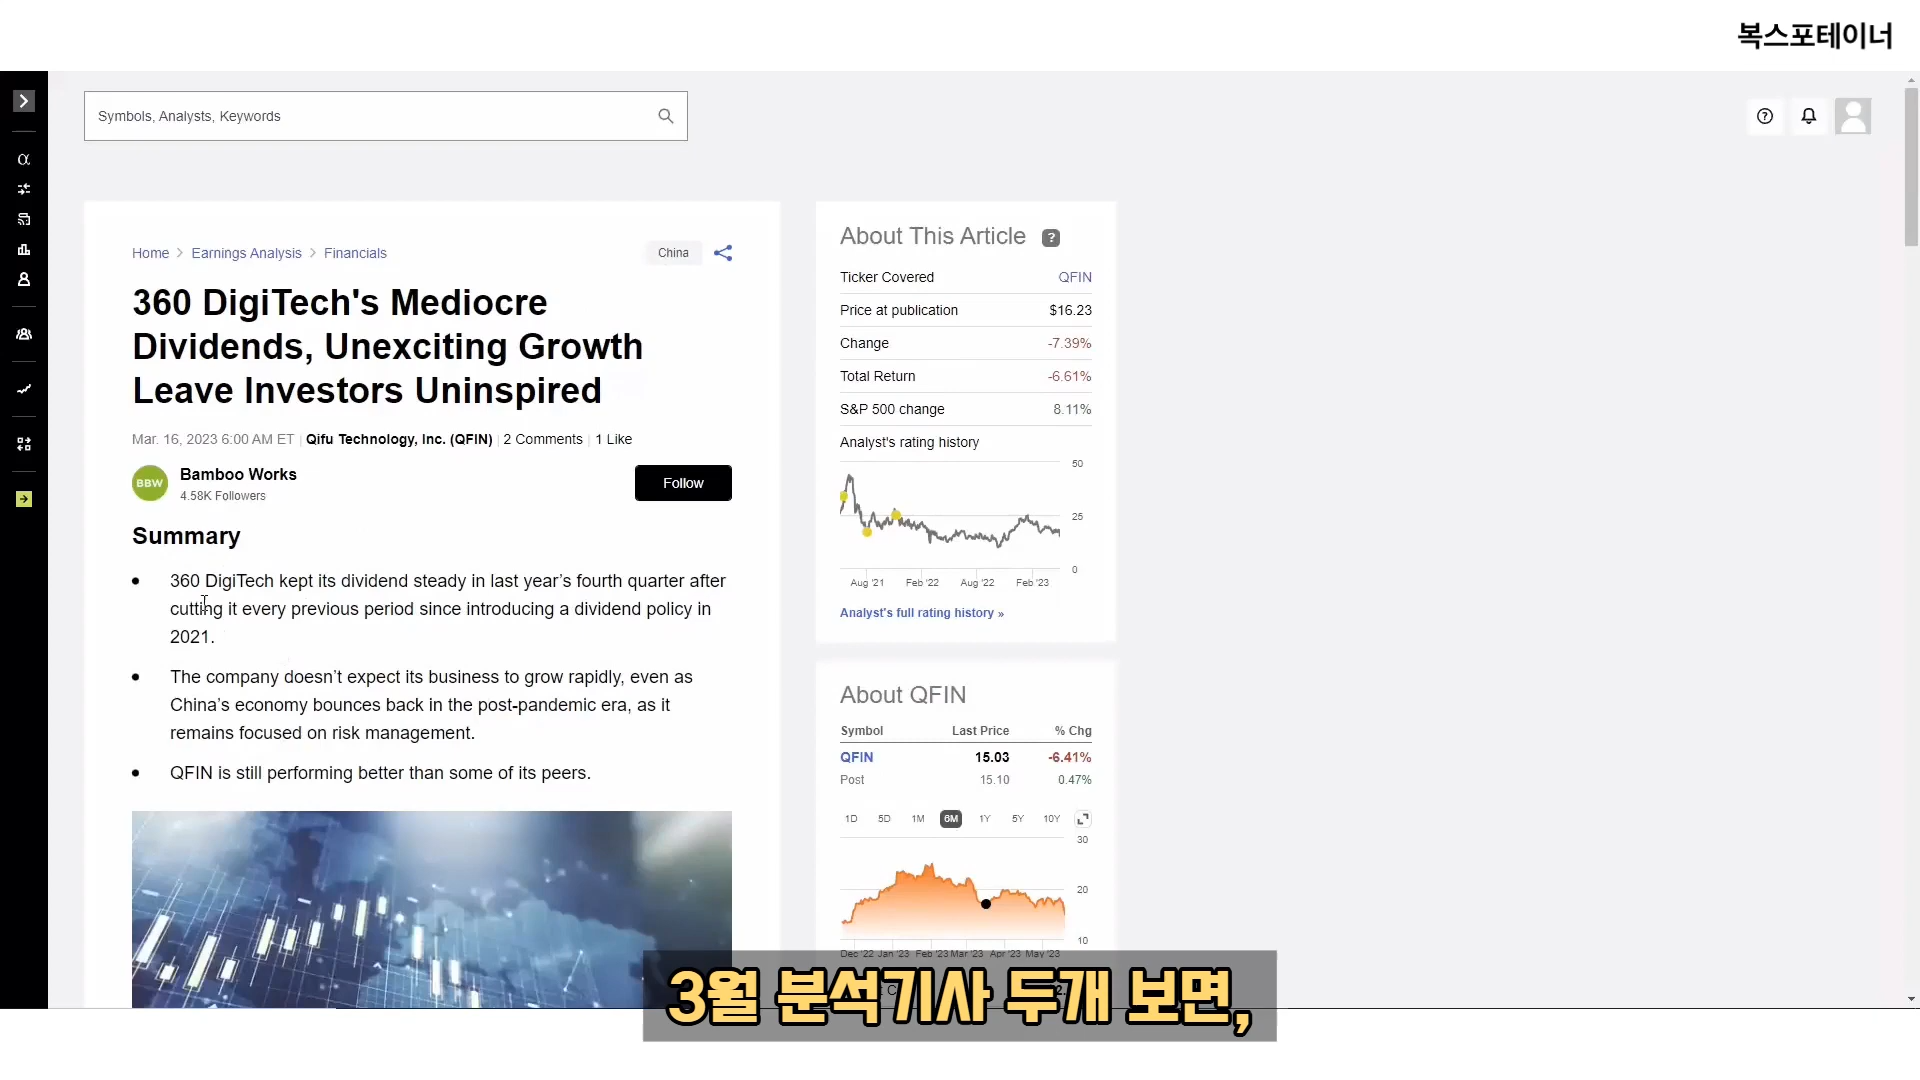 복스포테이너
Symbols, Analysts, Keywords
Home > Earnings Analysis > Financials
China
360 DigiTech's Mediocre
Dividends, Unexciting Growth
Leave Investors Uninspired
Mar. 16, 2023 6:00 AM ET | Qifu Technology, Inc. (QFIN) | 2 Comments | 1 Like
BBW
Bamboo Works
4.58K Followers
Follow
Summary
• 360 DigiTech kept its dividend steady in last year’s fourth quarter after
cutting it every previous period since introducing a dividend policy in
2021.
• The company doesn’t expect its business to grow rapidly, even as
China’s economy bounces back in the post-pandemic era, as it
remains focused on risk management.
• QFIN is still performing better than some of its peers.
About This Article ?
Ticker Covered QFIN
Price at publication $16.23
Change -7.39%
Total Return -6.61%
S&P 500 change 8.11%
Analyst's rating history
50
25
0
Aug '21 Feb '22 Aug '22 Feb '23
Analyst's full rating history »
About QFIN
Symbol Last Price % Chg
QFIN 15.03 -6.41%
Post 15.10 0.47%
1D 5D 1M 6M 1Y 5Y 10Y
30
20
10
Dec '22 Jan '23 Feb '23 Mar '23 Apr '23 May '23
3월 분석기사 두개 보면,